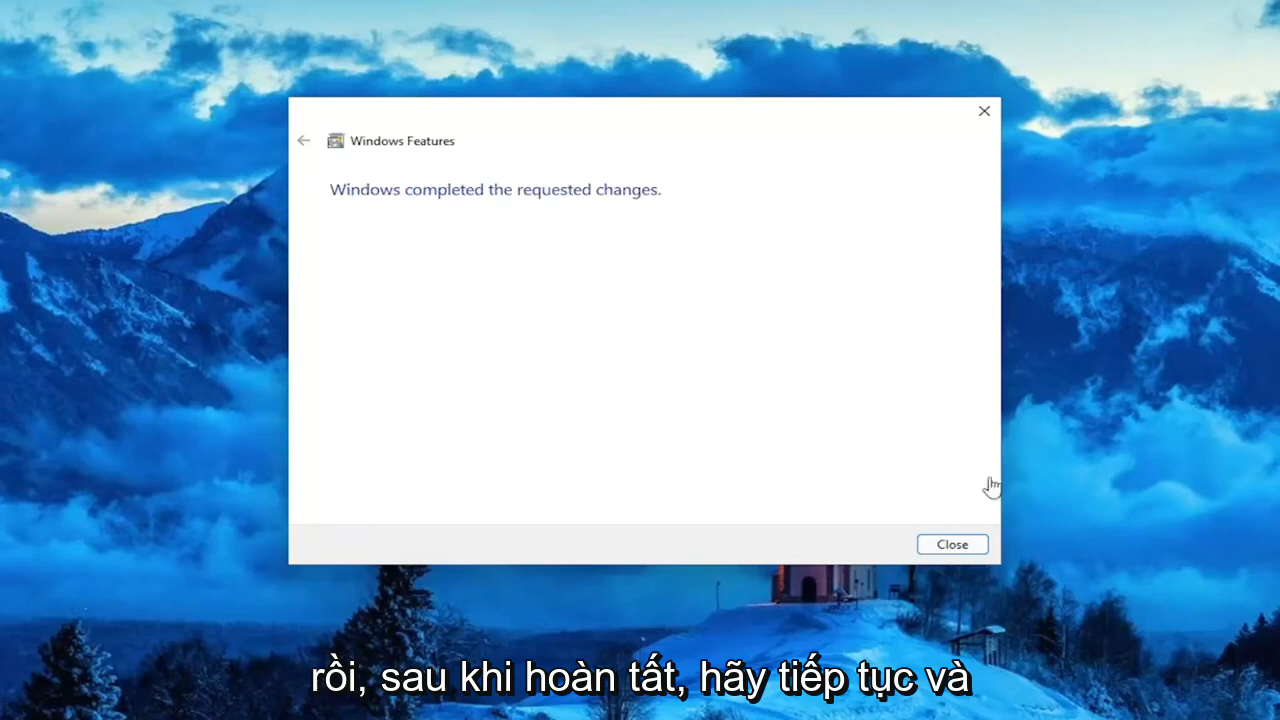 Windows Features
Windows completed the requested changes.
Close
rồi, sau khi hoàn tất, hãy tiếp tục và